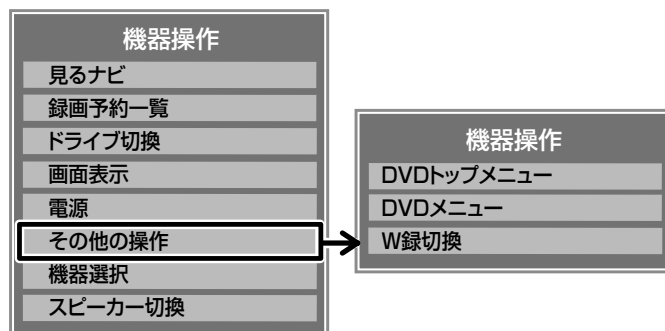 機器操作
見るナビ
録画予約一覧
ドライブ切換
画面表示
電源
その他の操作
機器選択
スピーカー切換
機器操作
DVDトップメニュー
DVDメニュー
W録切換